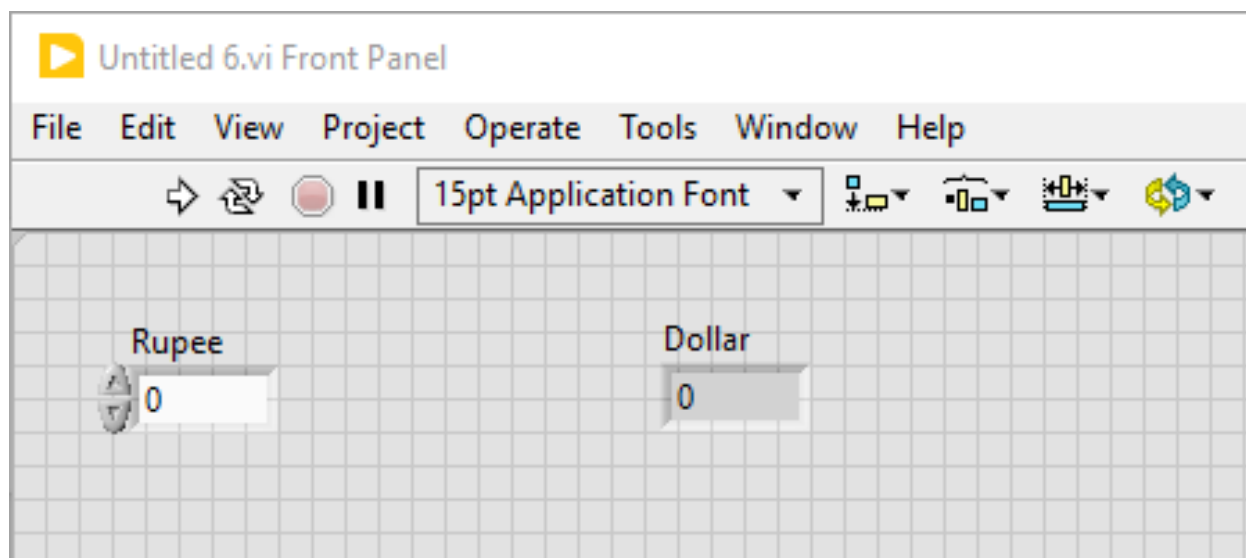 Untitled 6.vi Front Panel
File Edit View Project Operate Tools Window Help
15pt Application Font
Rupee Dollar
0 0